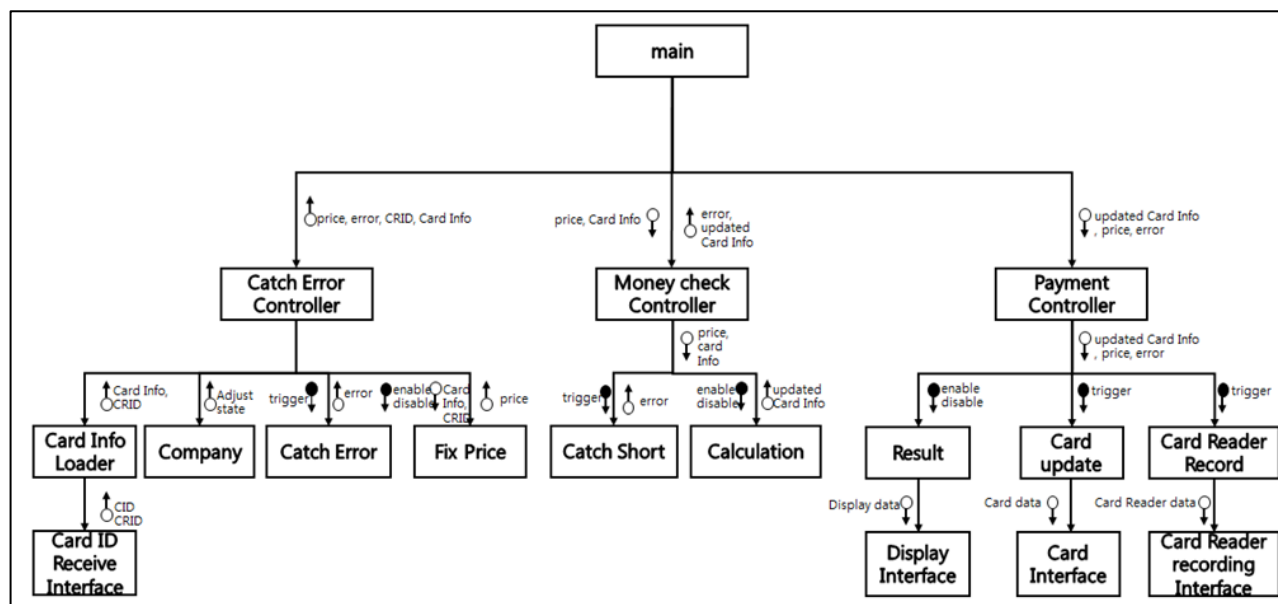 main
price, error, CRID, Card Info
price, Card Info
error,
updated
Card Info
updated Card Info
, price, error
Catch Error
Controller
Money check
Controller
Payment
Controller
price,
card
Info
updated Card Info
, price, error
Card Info,
CRID
Adjust
state
trigger
error
enable
disable
Card
Info,
CRID
price
trigger
error
enable
disable
updated
Card Info
enable
disable
trigger
trigger
Card Info
Loader
Company
Catch Error
Fix Price
Catch Short
Calculation
Result
Card
update
Card Reader
Record
CID
CRID
Display data
Card data
Card Reader data
Card ID
Receive
Interface
Display
Interface
Card
Interface
Card Reader
recording
Interface